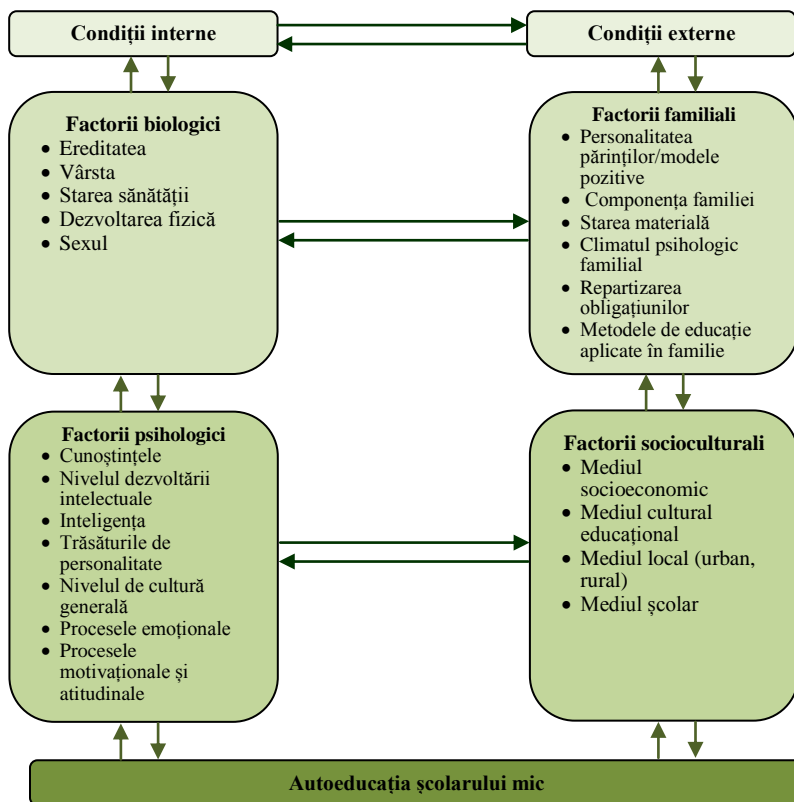 Condiții interne
Condiții externe
Factorii biologici
• Ereditatea
• Vârsta
• Starea sănătății
• Dezvoltarea fizică
• Sexul
Factorii familiali
• Personalitatea
părinților/modele
pozitive
• Componența familiei
• Starea materială
• Climatul psihologic
familial
• Repartizarea
obligațiunilor
• Metodele de educație
aplicate în familie
Factorii psihologici
• Cunoștințele
• Nivelul dezvoltării
intelectuale
• Inteligența
• Trăsăturile de
personalitate
• Nivelul de cultură
generală
• Procesele emoționale
• Procesele
motivaționale și
atitudinale
Factorii socioculturali
• Mediul
socioeconomic
• Mediul cultural
educațional
• Mediul local (urban,
rural)
• Mediul școlar
Autoeducația școlarului mic